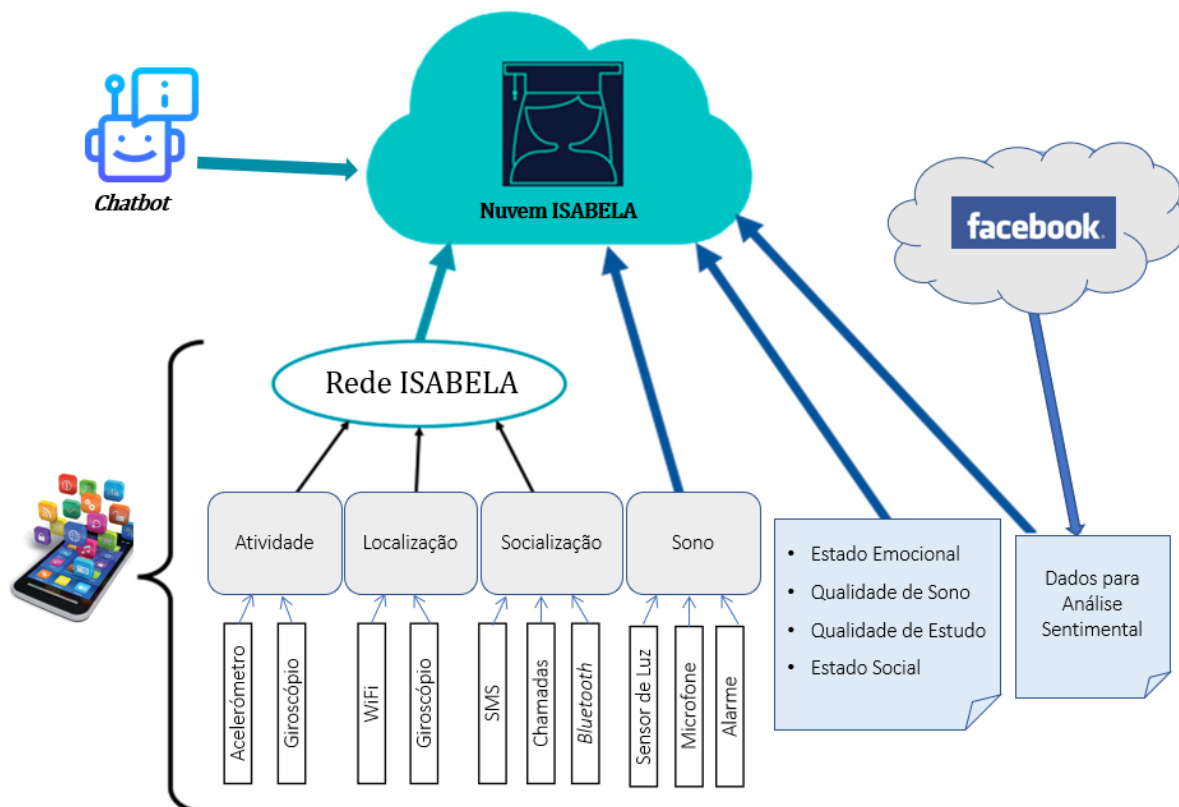 Chatbot
Nuvem ISABELA
facebook.
Rede ISABELA
Atividade
Localização
Socialização
Sono
Acelerómetro
Giroscópio
WiFi
Giroscópio
SMS
Chamadas
Bluetooth
Sensor de Luz
Microfone
Alarme
• Estado Emocional
• Qualidade de Sono
• Qualidade de Estudo
• Estado Social
Dados para
Análise
Sentimental